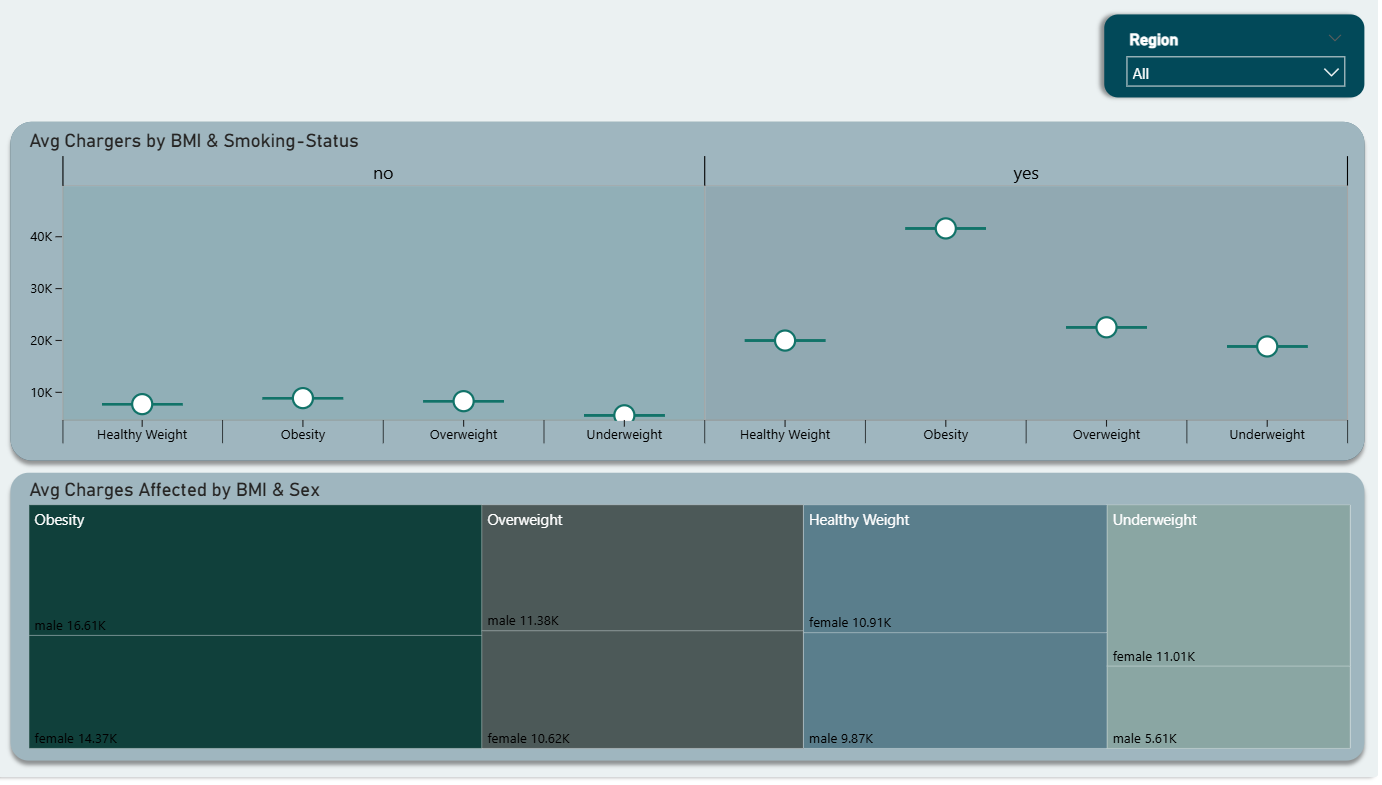 Region
All
Avg Chargers by BMI & Smoking-Status
no
yes
40K
30K
20K
10K
Healthy Weight
Obesity
Overweight
Underweight
Healthy Weight
Obesity
Overweight
Underweight
Avg Charges Affected by BMI & Sex
Obesity
male 16.61K
female 14.37K
Overweight
male 11.38K
female 10.62K
Healthy Weight
female 10.91K
male 9.87K
Underweight
female 11.01K
male 5.61K